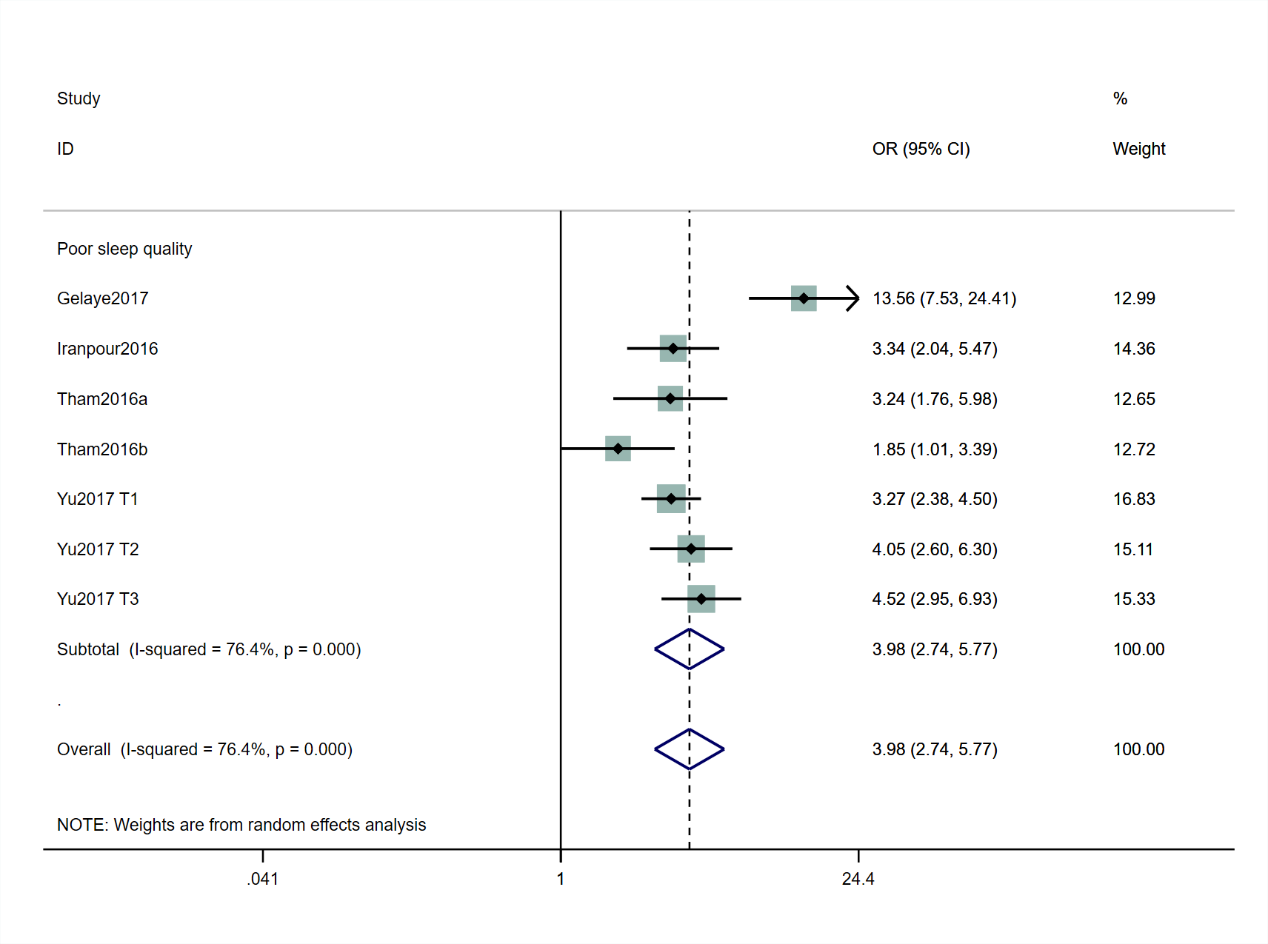 Study %
ID OR (95% CI) Weight
Poor sleep quality
Gelaye2017 13.56 (7.53, 24.41) 12.99
Iranpour2016 3.34 (2.04, 5.47) 14.36
Tham2016a 3.24 (1.76, 5.98) 12.65
Tham2016b 1.85 (1.01, 3.39) 12.72
Yu2017 T1 3.27 (2.38, 4.50) 16.83
Yu2017 T2 4.05 (2.60, 6.30) 15.11
Yu2017 T3 4.52 (2.95, 6.93) 15.33
Subtotal (I-squared = 76.4%, p = 0.000) 3.98 (2.74, 5.77) 100.00
.
Overall (I-squared = 76.4%, p = 0.000) 3.98 (2.74, 5.77) 100.00
NOTE: Weights are from random effects analysis
.041 1 24.4